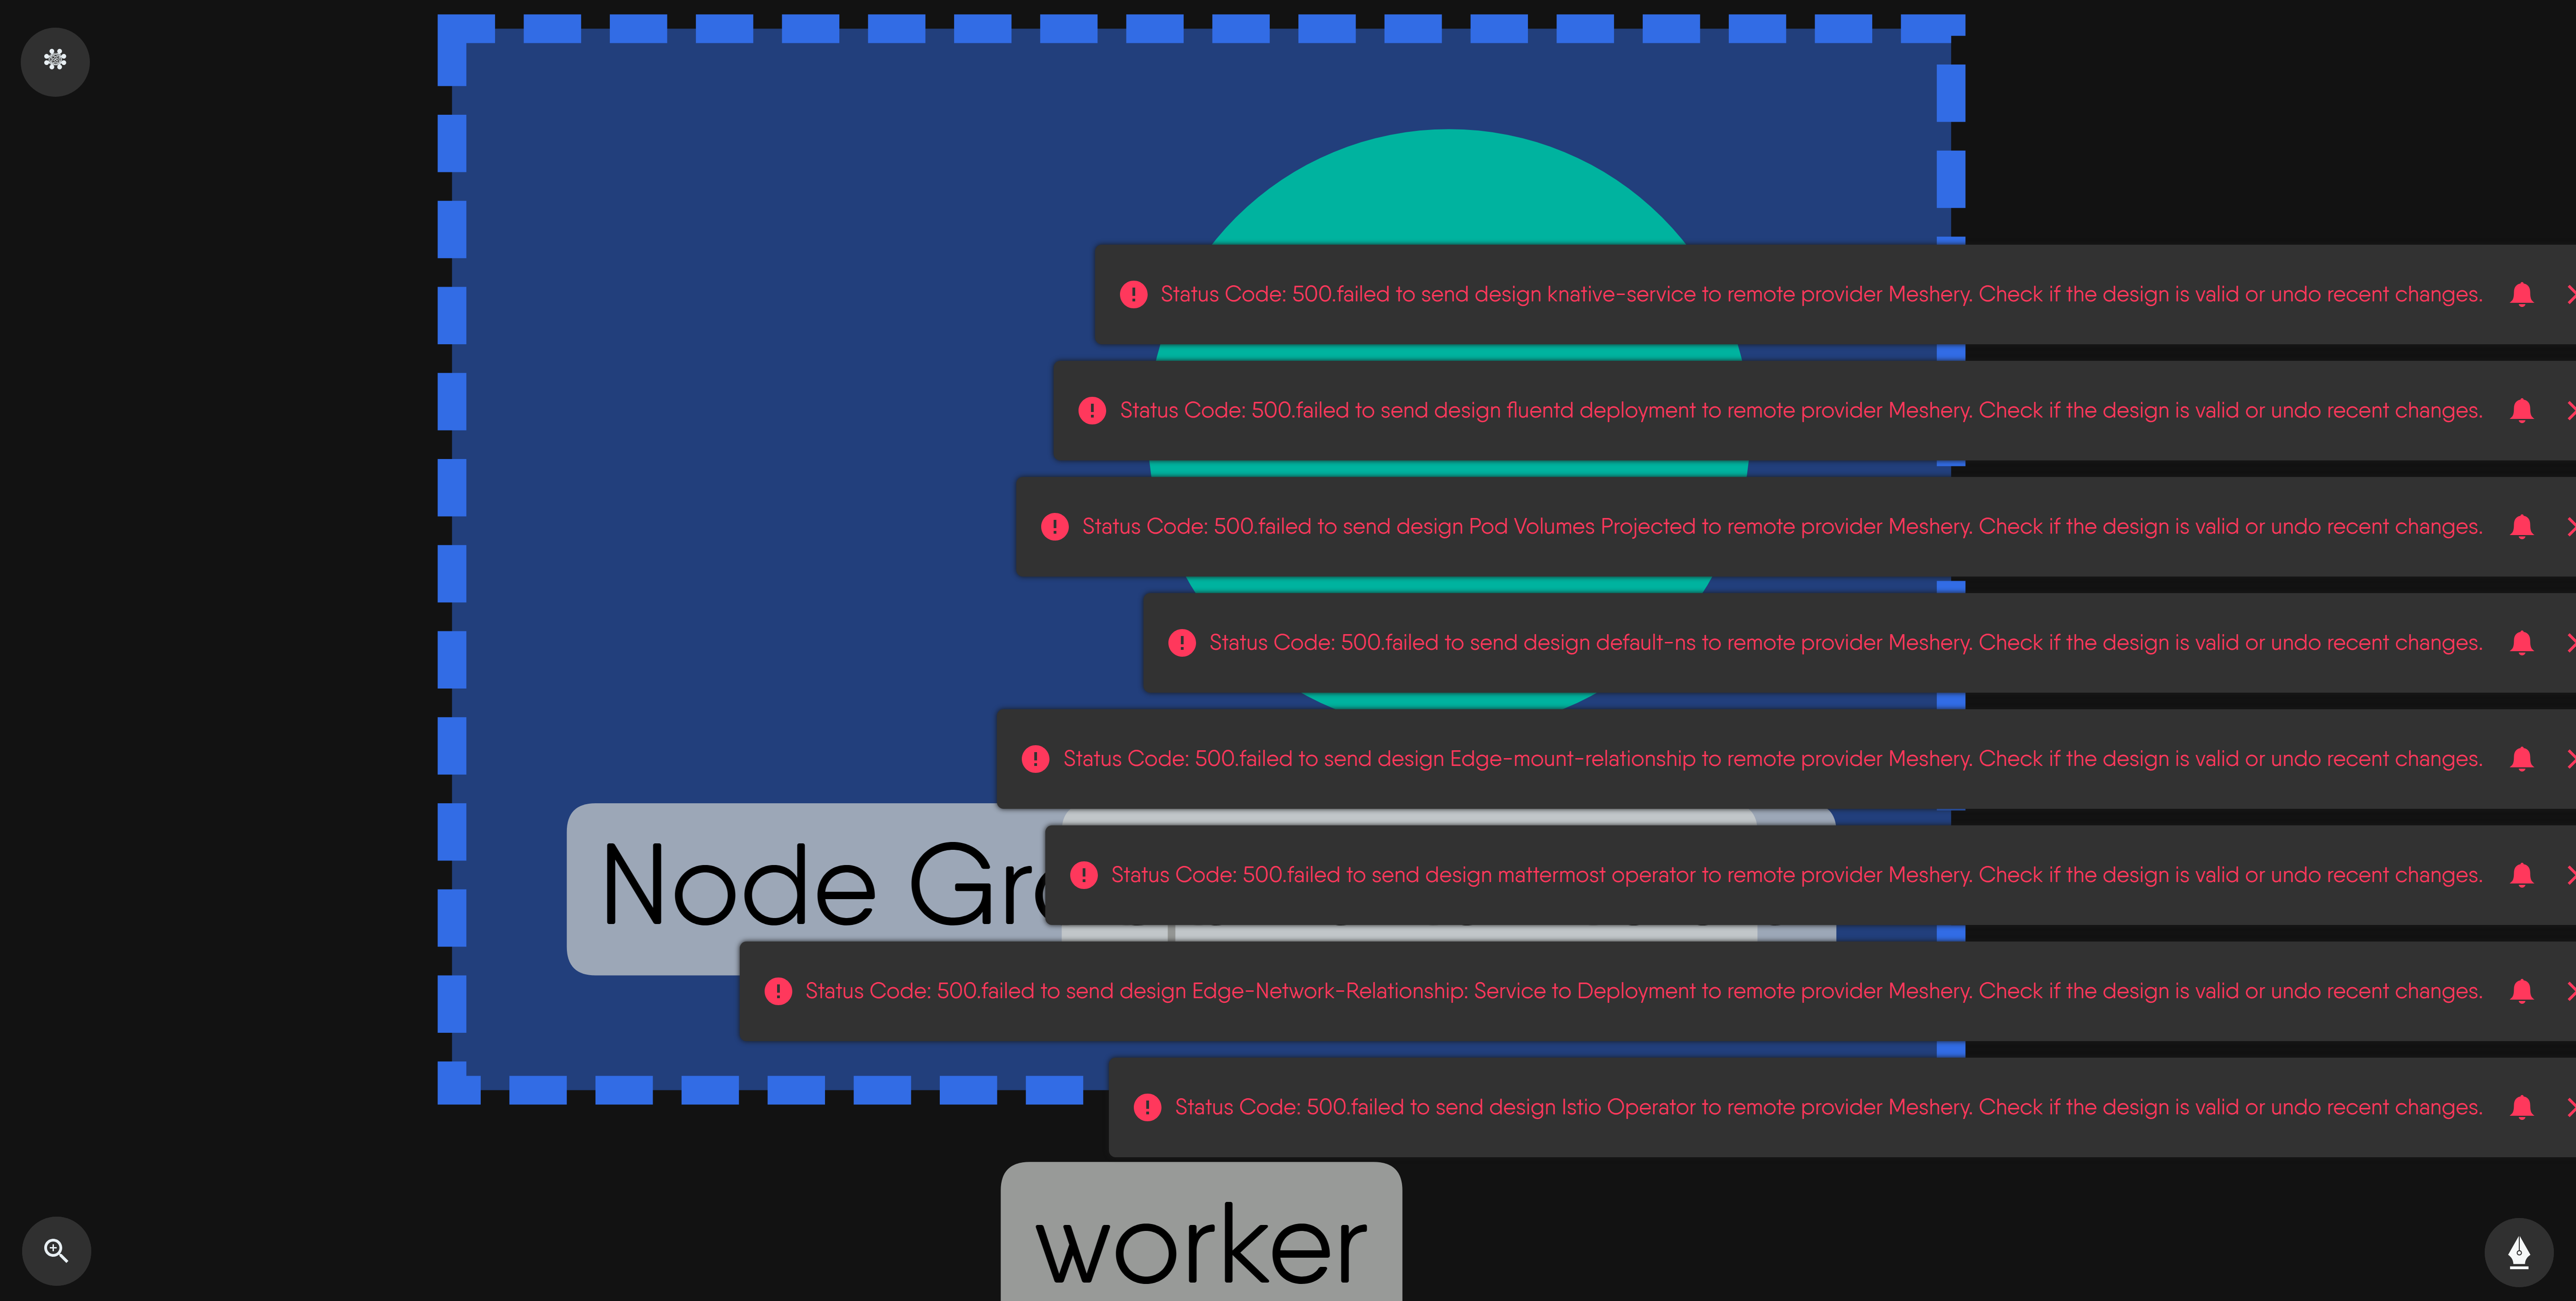 Status Code: 500.failed to send design knative-service to remote provider Meshery. Check if the design is valid or undo recent changes.
Status Code: 500.failed to send design fluentd deployment to remote provider Meshery. Check if the design is valid or undo recent changes.
Status Code: 500.failed to send design Pod Volumes Projected to remote provider Meshery. Check if the design is valid or undo recent changes.
Status Code: 500.failed to send design default-ns to remote provider Meshery. Check if the design is valid or undo recent changes.
Status Code: 500.failed to send design Edge-mount-relationship to remote provider Meshery. Check if the design is valid or undo recent changes.
Node
Status Code: 500.failed to send design mattermost operator to remote provider Meshery. Check if the design is valid or undo recent changes.
Status Code: 500.failed to send design Edge-Network-Relationship: Service to Deployment to remote provider Meshery. Check if the design is valid or undo recent changes.
Status Code: 500.failed to send design Istio Operator to remote provider Meshery. Check if the design is valid or undo recent changes.
worker